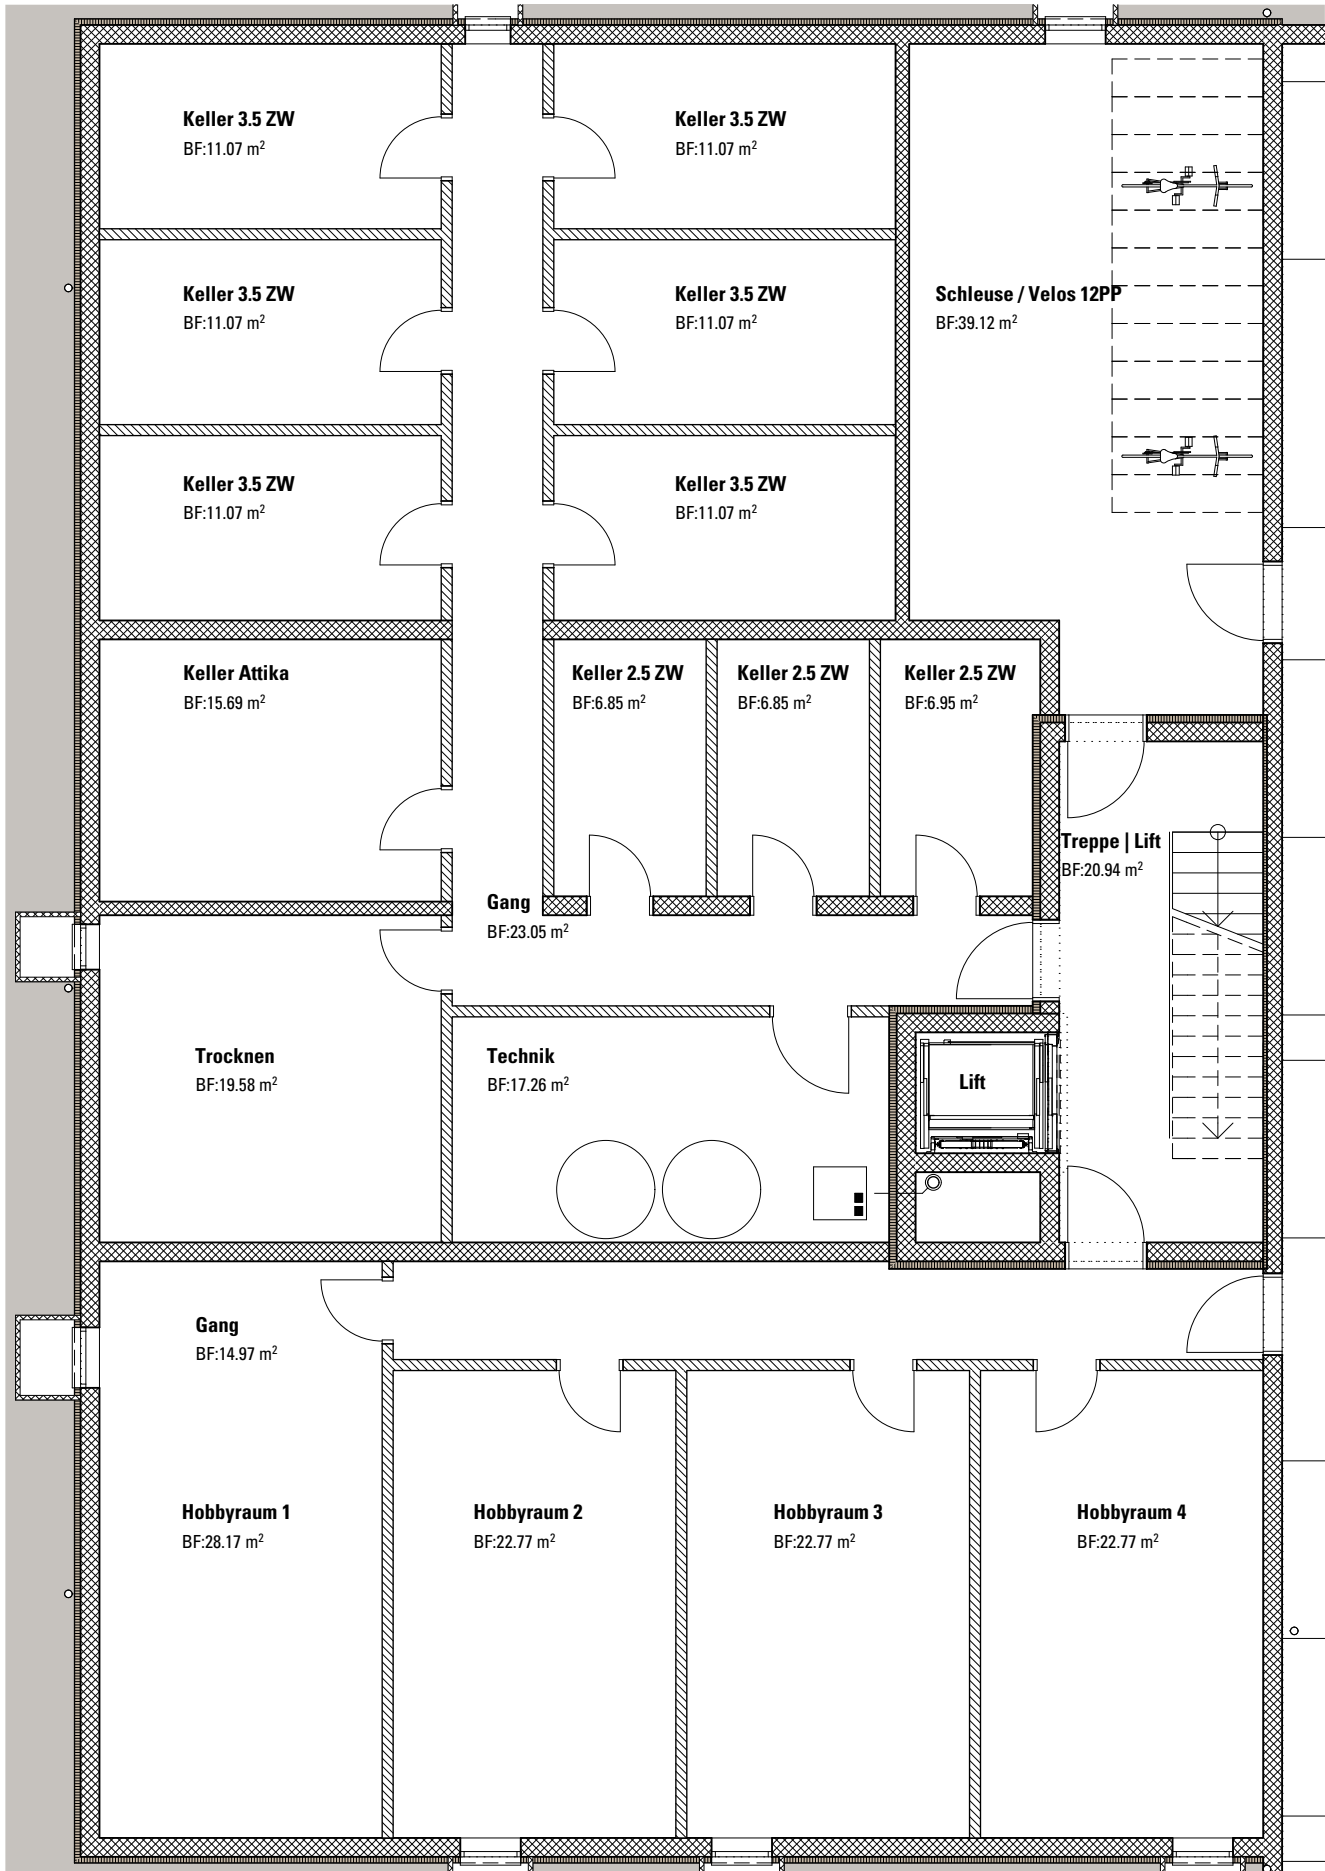 Keller 3.5 ZW
BF:11.07 m²
Keller 3.5 ZW
BF:11.07 m²
Keller 3.5 ZW
BF:11.07 m²
Keller 3.5 ZW
BF:11.07 m²
Schleuse / Velos 12PP
BF:39.12 m²
Keller 3.5 ZW
BF:11.07 m²
Keller 3.5 ZW
BF:11.07 m²
Keller Attika
BF:15.69 m²
Keller 2.5 ZW
BF:6.85 m²
Keller 2.5 ZW
BF:6.85 m²
Keller 2.5 ZW
BF:6.95 m²
Treppe | Lift
BF:20.94 m²
Gang
BF:23.05 m²
Trocknen
BF:19.58 m²
Technik
BF:17.26 m²
Lift
Gang
BF:14.97 m²
Hobbyraum 1
BF:28.17 m²
Hobbyraum 2
BF:22.77 m²
Hobbyraum 3
BF:22.77 m²
Hobbyraum 4
BF:22.77 m²